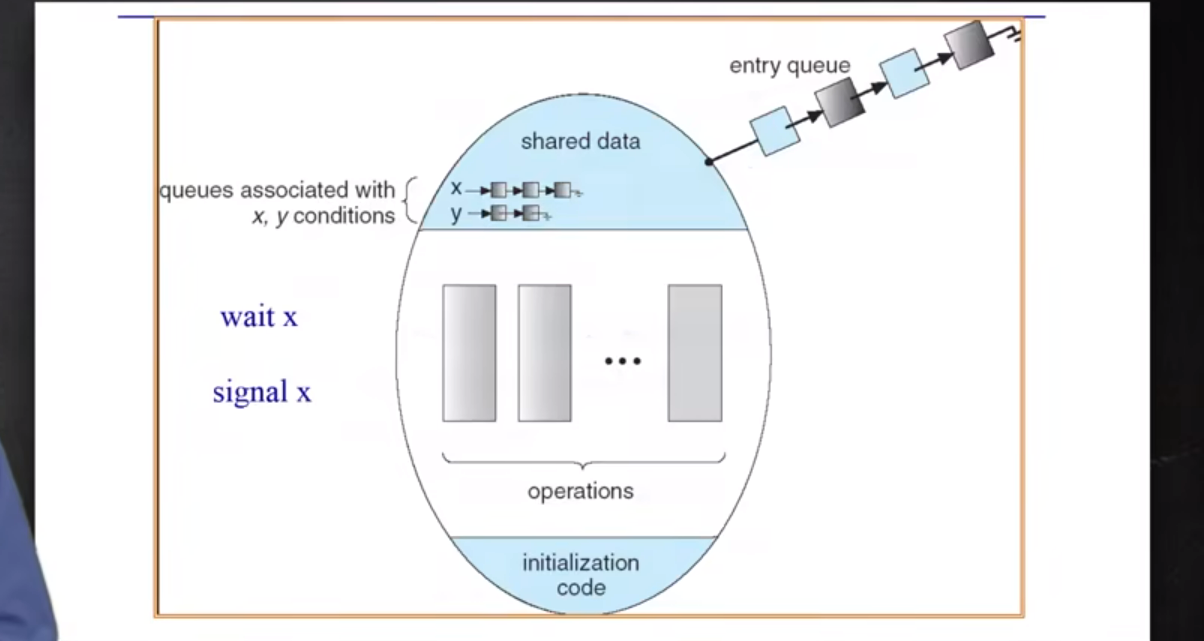 entry queue
shared data
queues associated with
x, y conditions
x
y
wait x
signal x
...
operations
initialization
code